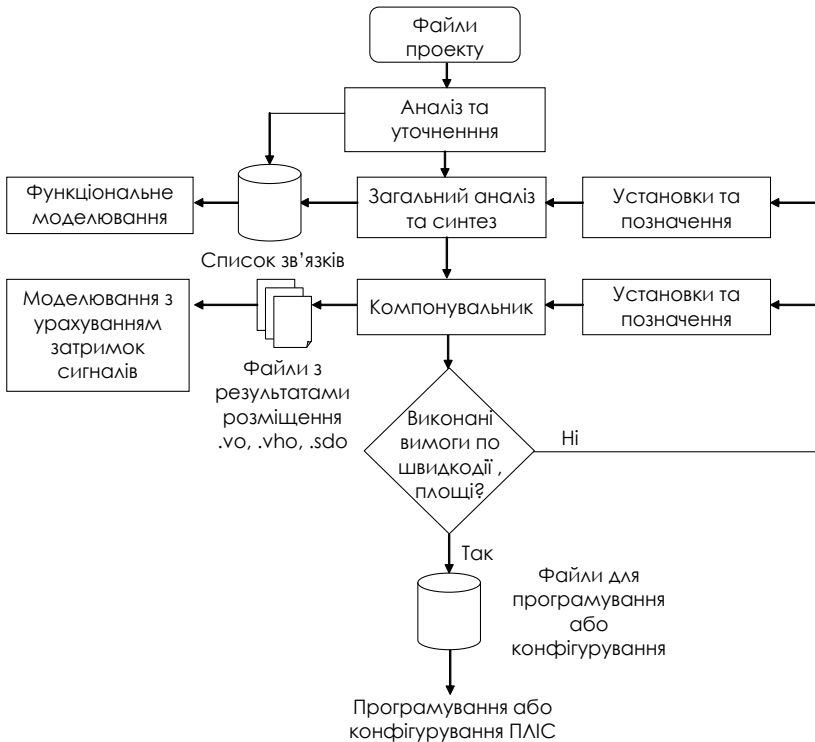 Файли
проекту
Аналіз та
уточненння
Функціональне
моделювання
Загальний аналіз
та синтез
Установки та
позначення
Список зв’язків
Моделювання з
урахуванням
затримок
сигналів
Компонувальник
Установки та
позначення
Файли з
результатами
розміщення
.vo, .vho, .sdo
Виконані
вимоги по
швидкодії ,
площі?
Ні
Так
Файли для
програмування
або
конфігурування
Програмування або
конфігурування ПЛІС